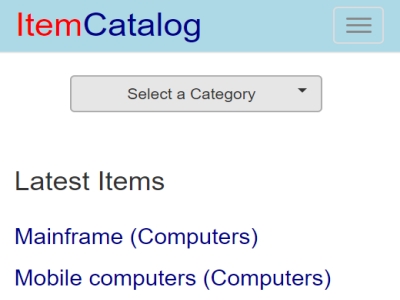 ItemCatalog
Select a Category
Latest Items
Mainframe (Computers)
Mobile computers (Computers)